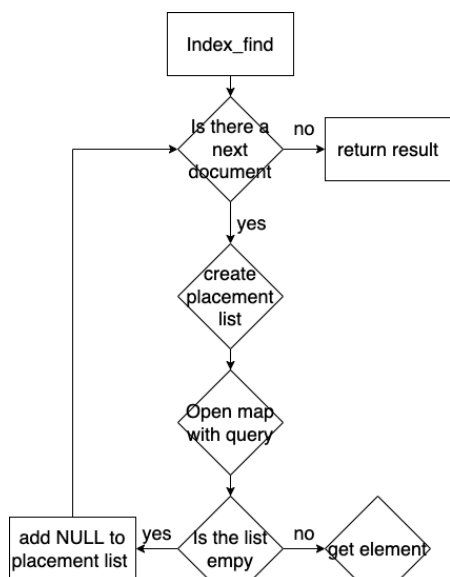 Index_find
Is there a
next
document
no
return result
yes
create
placement
list
Open map
with query
Is the list
empy
yes
add NULL to
placement list
no
get element